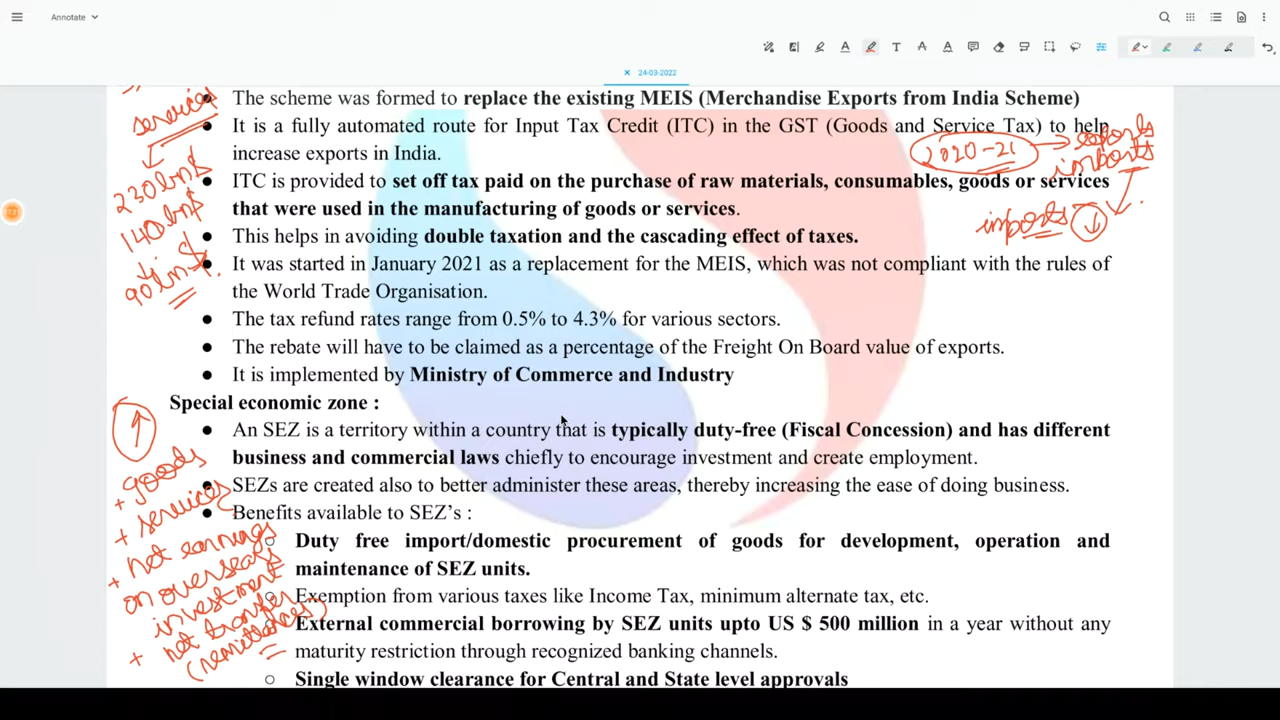 Annotate
24-03-2022
The scheme was formed to replace the existing MEIS (Merchandise Exports from India Scheme)
It is a fully automated route for Input Tax Credit (ITC) in the GST (Goods and Service Tax) to help
increase exports in India.
ITC is provided to set off tax paid on the purchase of raw materials, consumables, goods or services
that were used in the manufacturing of goods or services.
This helps in avoiding double taxation and the cascading effect of taxes.
It was started in January 2021 as a replacement for the MEIS, which was not compliant with the rules of
the World Trade Organisation.
The tax refund rates range from 0.5% to 4.3% for various sectors.
The rebate will have to be claimed as a percentage of the Freight On Board value of exports.
It is implemented by Ministry of Commerce and Industry
Special economic zone :
An SEZ is a territory within a country that is typically duty-free (Fiscal Concession) and has different
business and commercial laws chiefly to encourage investment and create employment.
SEZs are created also to better administer these areas, thereby increasing the ease of doing business.
Benefits available to SEZ's :
Duty free import/domestic procurement of goods for development, operation and
maintenance of SEZ units.
Exemption from various taxes like Income Tax, minimum alternate tax, etc.
External commercial borrowing by SEZ units upto US $ 500 million in a year without any
maturity restriction through recognized banking channels.
Single window clearance for Central and State level approvals
services
230bn$
140bn$
2020-21 → exports
imports
imports ↓
↑
goods
+ services
+ net earnings
on overseas
investment
+ net transfer
(remittances)